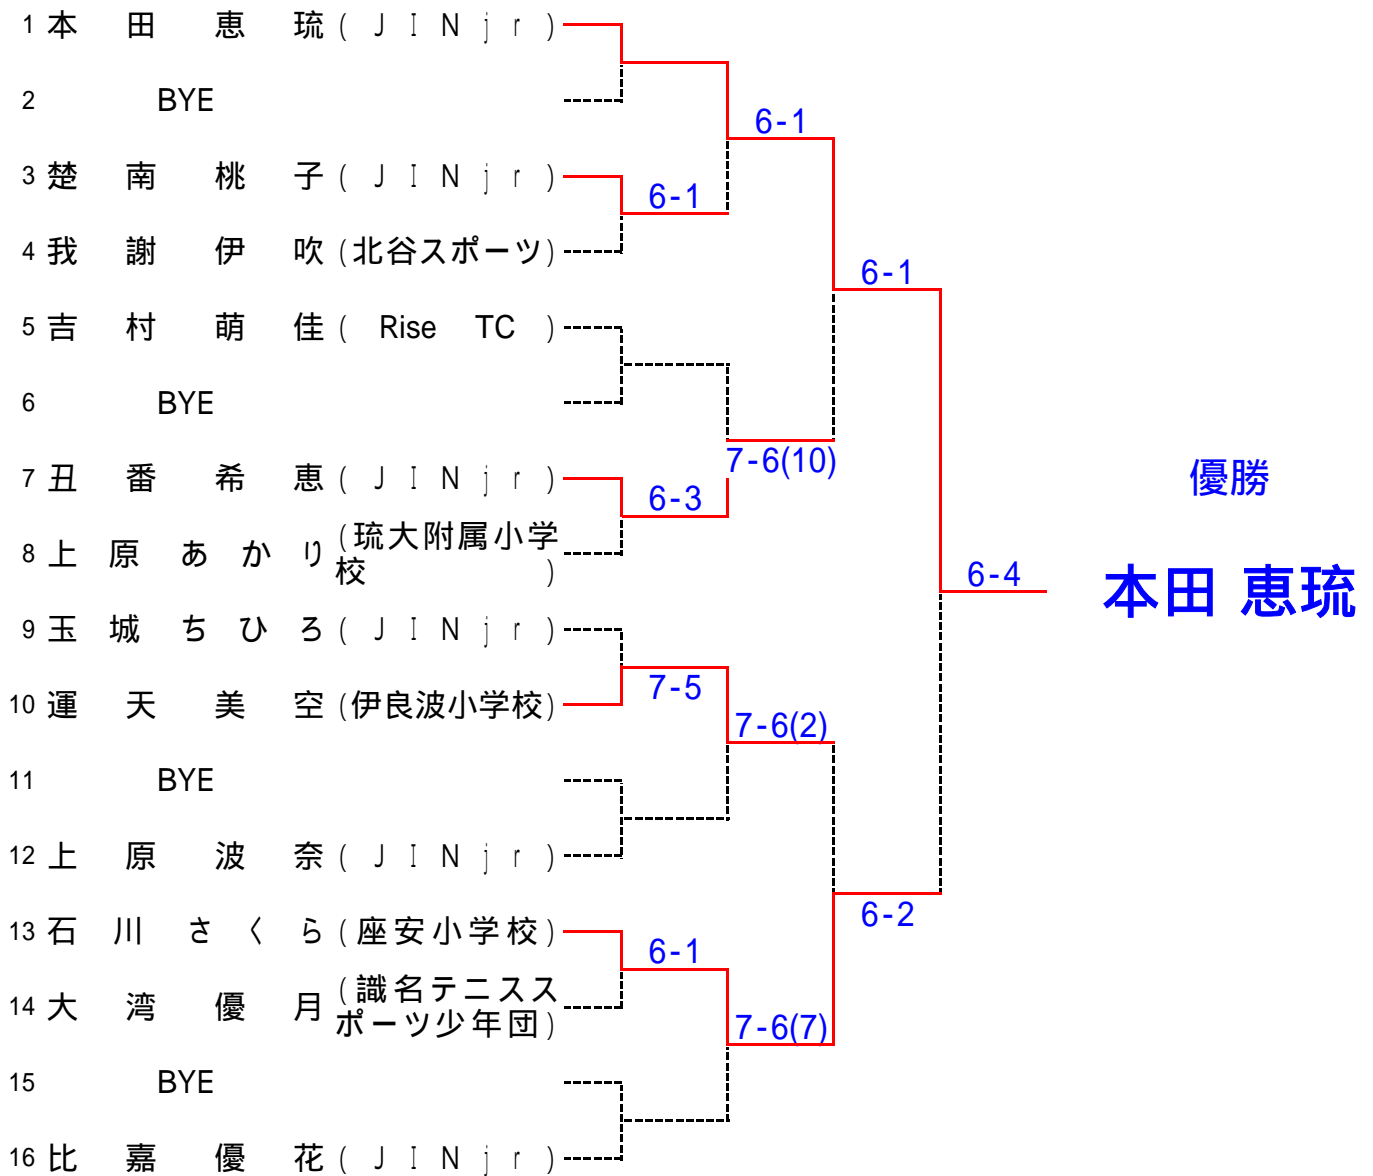 1 本田恵琉 (JINjr)
2 BYE
6-1
3 楚南桃子 (JINjr)
6-1
4 我謝伊吹 (北谷スポーツ)
6-1
5 吉村萌佳 ( Rise TC )
6 BYE
7-6(10)
7 丑番希恵 (JINjr)
6-3
優勝
8 上原あかり (琉大附属小学
校)
6-4
本田 恵琉
9 玉城ちひろ (JINjr)
7-5
10 運天美空 (伊良波小学校)
7-6(2)
11 BYE
12 上原波奈 (JINjr)
6-2
13 石川さくら (座安小学校)
6-1
14 大湾優月 (識名テニスス
ポーツ少年団)
7-6(7)
15 BYE
16 比嘉優花 (JINjr)